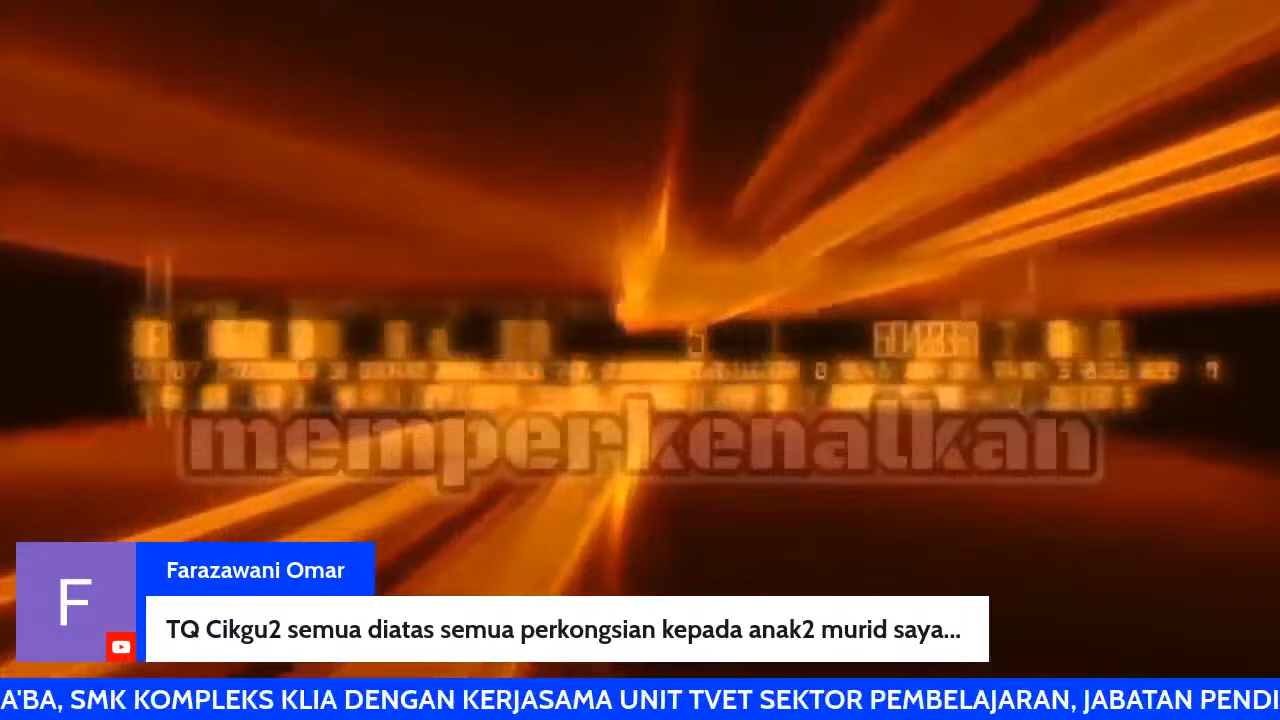 memperkenalkan
F
Farazawani Omar
TQ Cikgu2 semua diatas semua perkongsian kepada anak2 murid saya...
A'BA, SMK KOMPLEKS KLIA DENGAN KERJASAMA UNIT TVET SEKTOR PEMBELAJARAN, JABATAN PENDI